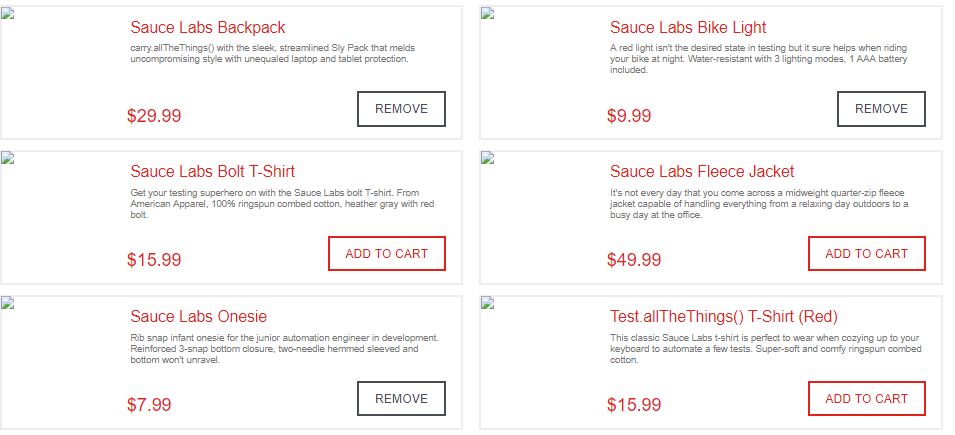 Sauce Labs Backpack
carry.allTheThings() with the sleek, streamlined Sly Pack that melds
uncompromising style with unequaled laptop and tablet protection.
$29.99
REMOVE
Sauce Labs Bike Light
A red light isn't the desired state in testing but it sure helps when riding
your bike at night. Water-resistant with 3 lighting modes, 1 AAA battery
included.
$9.99
REMOVE
Sauce Labs Bolt T-Shirt
Get your testing superhero on with the Sauce Labs bolt T-shirt. From
American Apparel, 100% ringspun combed cotton, heather gray with red
bolt.
$15.99
ADD TO CART
Sauce Labs Fleece Jacket
It's not every day that you come across a midweight quarter-zip fleece
jacket capable of handling everything from a relaxing day outdoors to a
busy day at the office.
$49.99
ADD TO CART
Sauce Labs Onesie
Rib snap infant onesie for the junior automation engineer in development.
Reinforced 3-snap bottom closure, two-needle hemmed sleeved and
bottom won't unravel.
$7.99
REMOVE
Test.allTheThings() T-Shirt (Red)
This classic Sauce Labs t-shirt is perfect to wear when cozying up to your
keyboard to automate a few tests. Super-soft and comfy ringspun combed
cotton.
$15.99
ADD TO CART